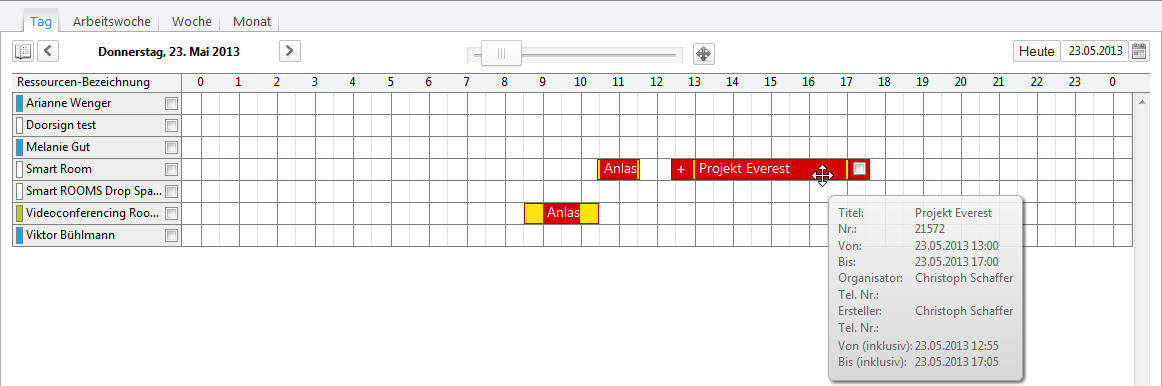 Tag Arbeitswoche Woche Monat
Donnerstag, 23. Mai 2013 Heute 23.05.2013
Ressourcen-Bezeichnung 0 1 2 3 4 5 6 7 8 9 10 11 12 13 14 15 16 17 18 19 20 21 22 23 0
Arianne Wenger
Doorsign test
Melanie Gut
Smart Room Anlas + Projekt Everest
Smart ROOMS Drop Spa...
Videoconferencing Roo... Anlas
Viktor Bühlmann
Titel: Projekt Everest
Nr.: 21572
Von: 23.05.2013 13:00
Bis: 23.05.2013 17:00
Organisator: Christoph Schaffer
Tel. Nr.:
Ersteller: Christoph Schaffer
Tel. Nr.:
Von (inklusiv): 23.05.2013 12:55
Bis (inklusiv): 23.05.2013 17:05